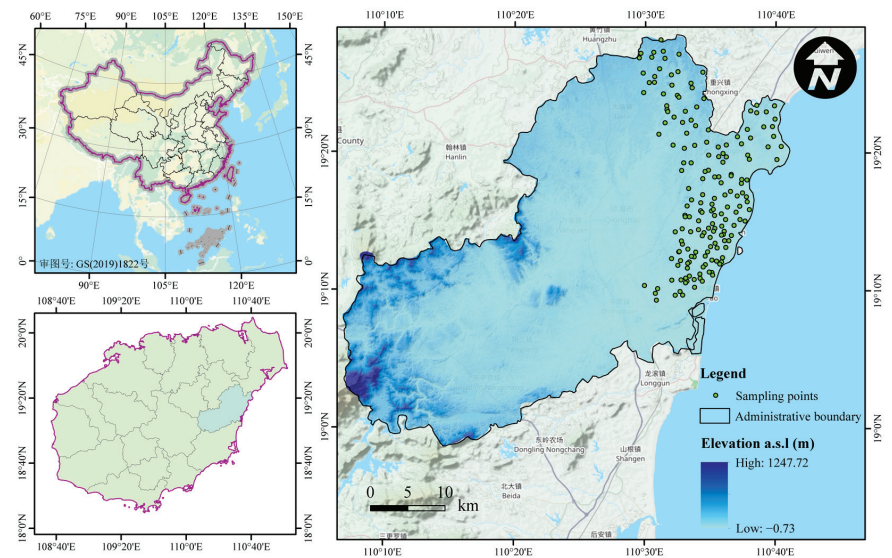 60°E 75°E 90°E 105°E 120°E 135°E 150°E
45°N
30°N
15°N
0°
45°N
30°N
15°N
0°
审图号: GS(2019)1822号
90°E 105°E 120°E
108°40'E 109°20'E 110°0'E 110°40'E
20°0'N
19°20'N
18°40'N
18°0'N
20°0'N
19°20'N
18°40'N
18°0'N
108°40'E 109°20'E 110°0'E 110°40'E
110°0'E 110°20'E 110°30'E 110°40'E
19°20'N
19°10'N
19°0'N
19°20'N
19°10'N
19°0'N
黄竹镇
Huangzhu
重兴镇
翰林镇
Hanlin
County
龙滚镇
Longgun
东岭农场
Dongling Nongchang
山根镇
Shangen
北大镇
Beida
后安镇
N
Legend
Sampling points
Administrative boundary
Elevation a.s.l (m)
High: 1247.72
Low: −0.73
0 5 10
km
110°0'E 110°20'E 110°30'E 110°40'E